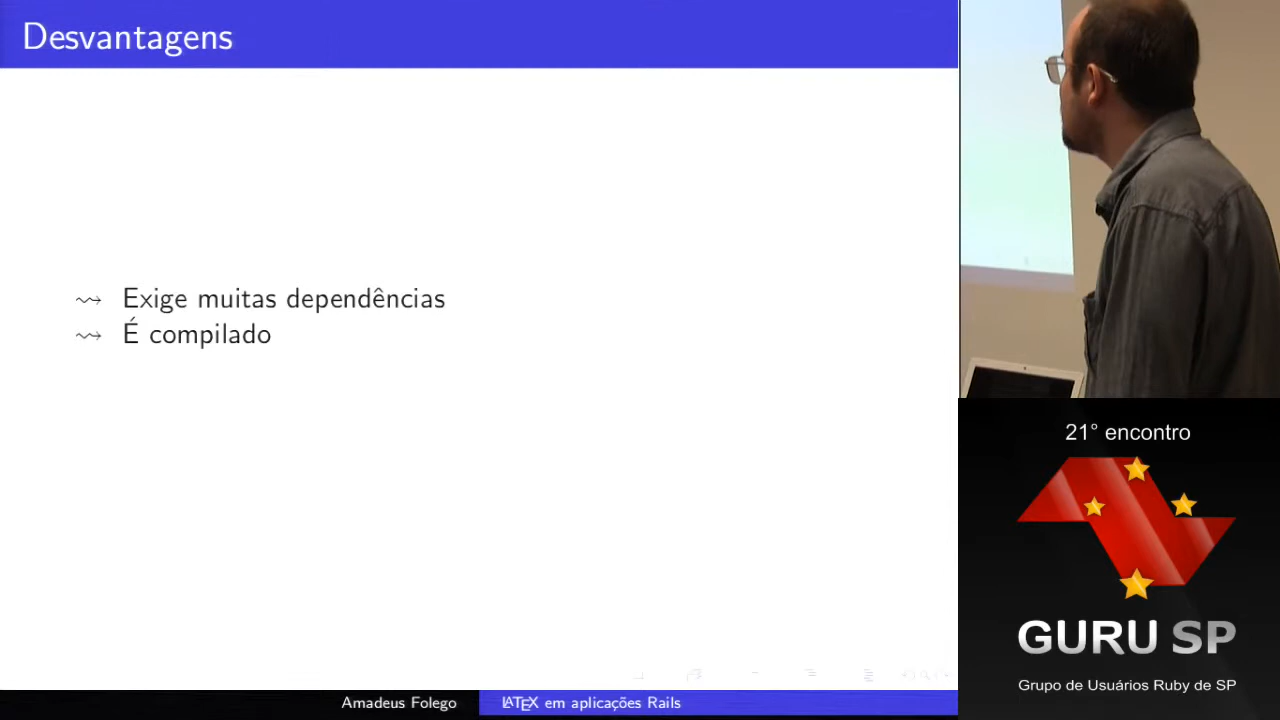 Desvantagens
Exige muitas dependências
É compilado
Amadeus Folego
LATEX em aplicações Rails
21° encontro
GURU SP
Grupo de Usuários Ruby de SP